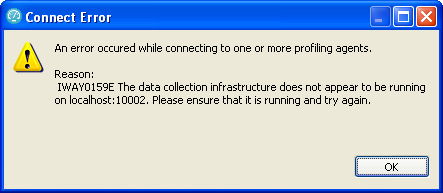 Connect Error
An error occured while connecting to one or more profiling agents.
Reason:
IWAY0159E The data collection infrastructure does not appear to be running
on localhost:10002. Please ensure that it is running and try again.
OK